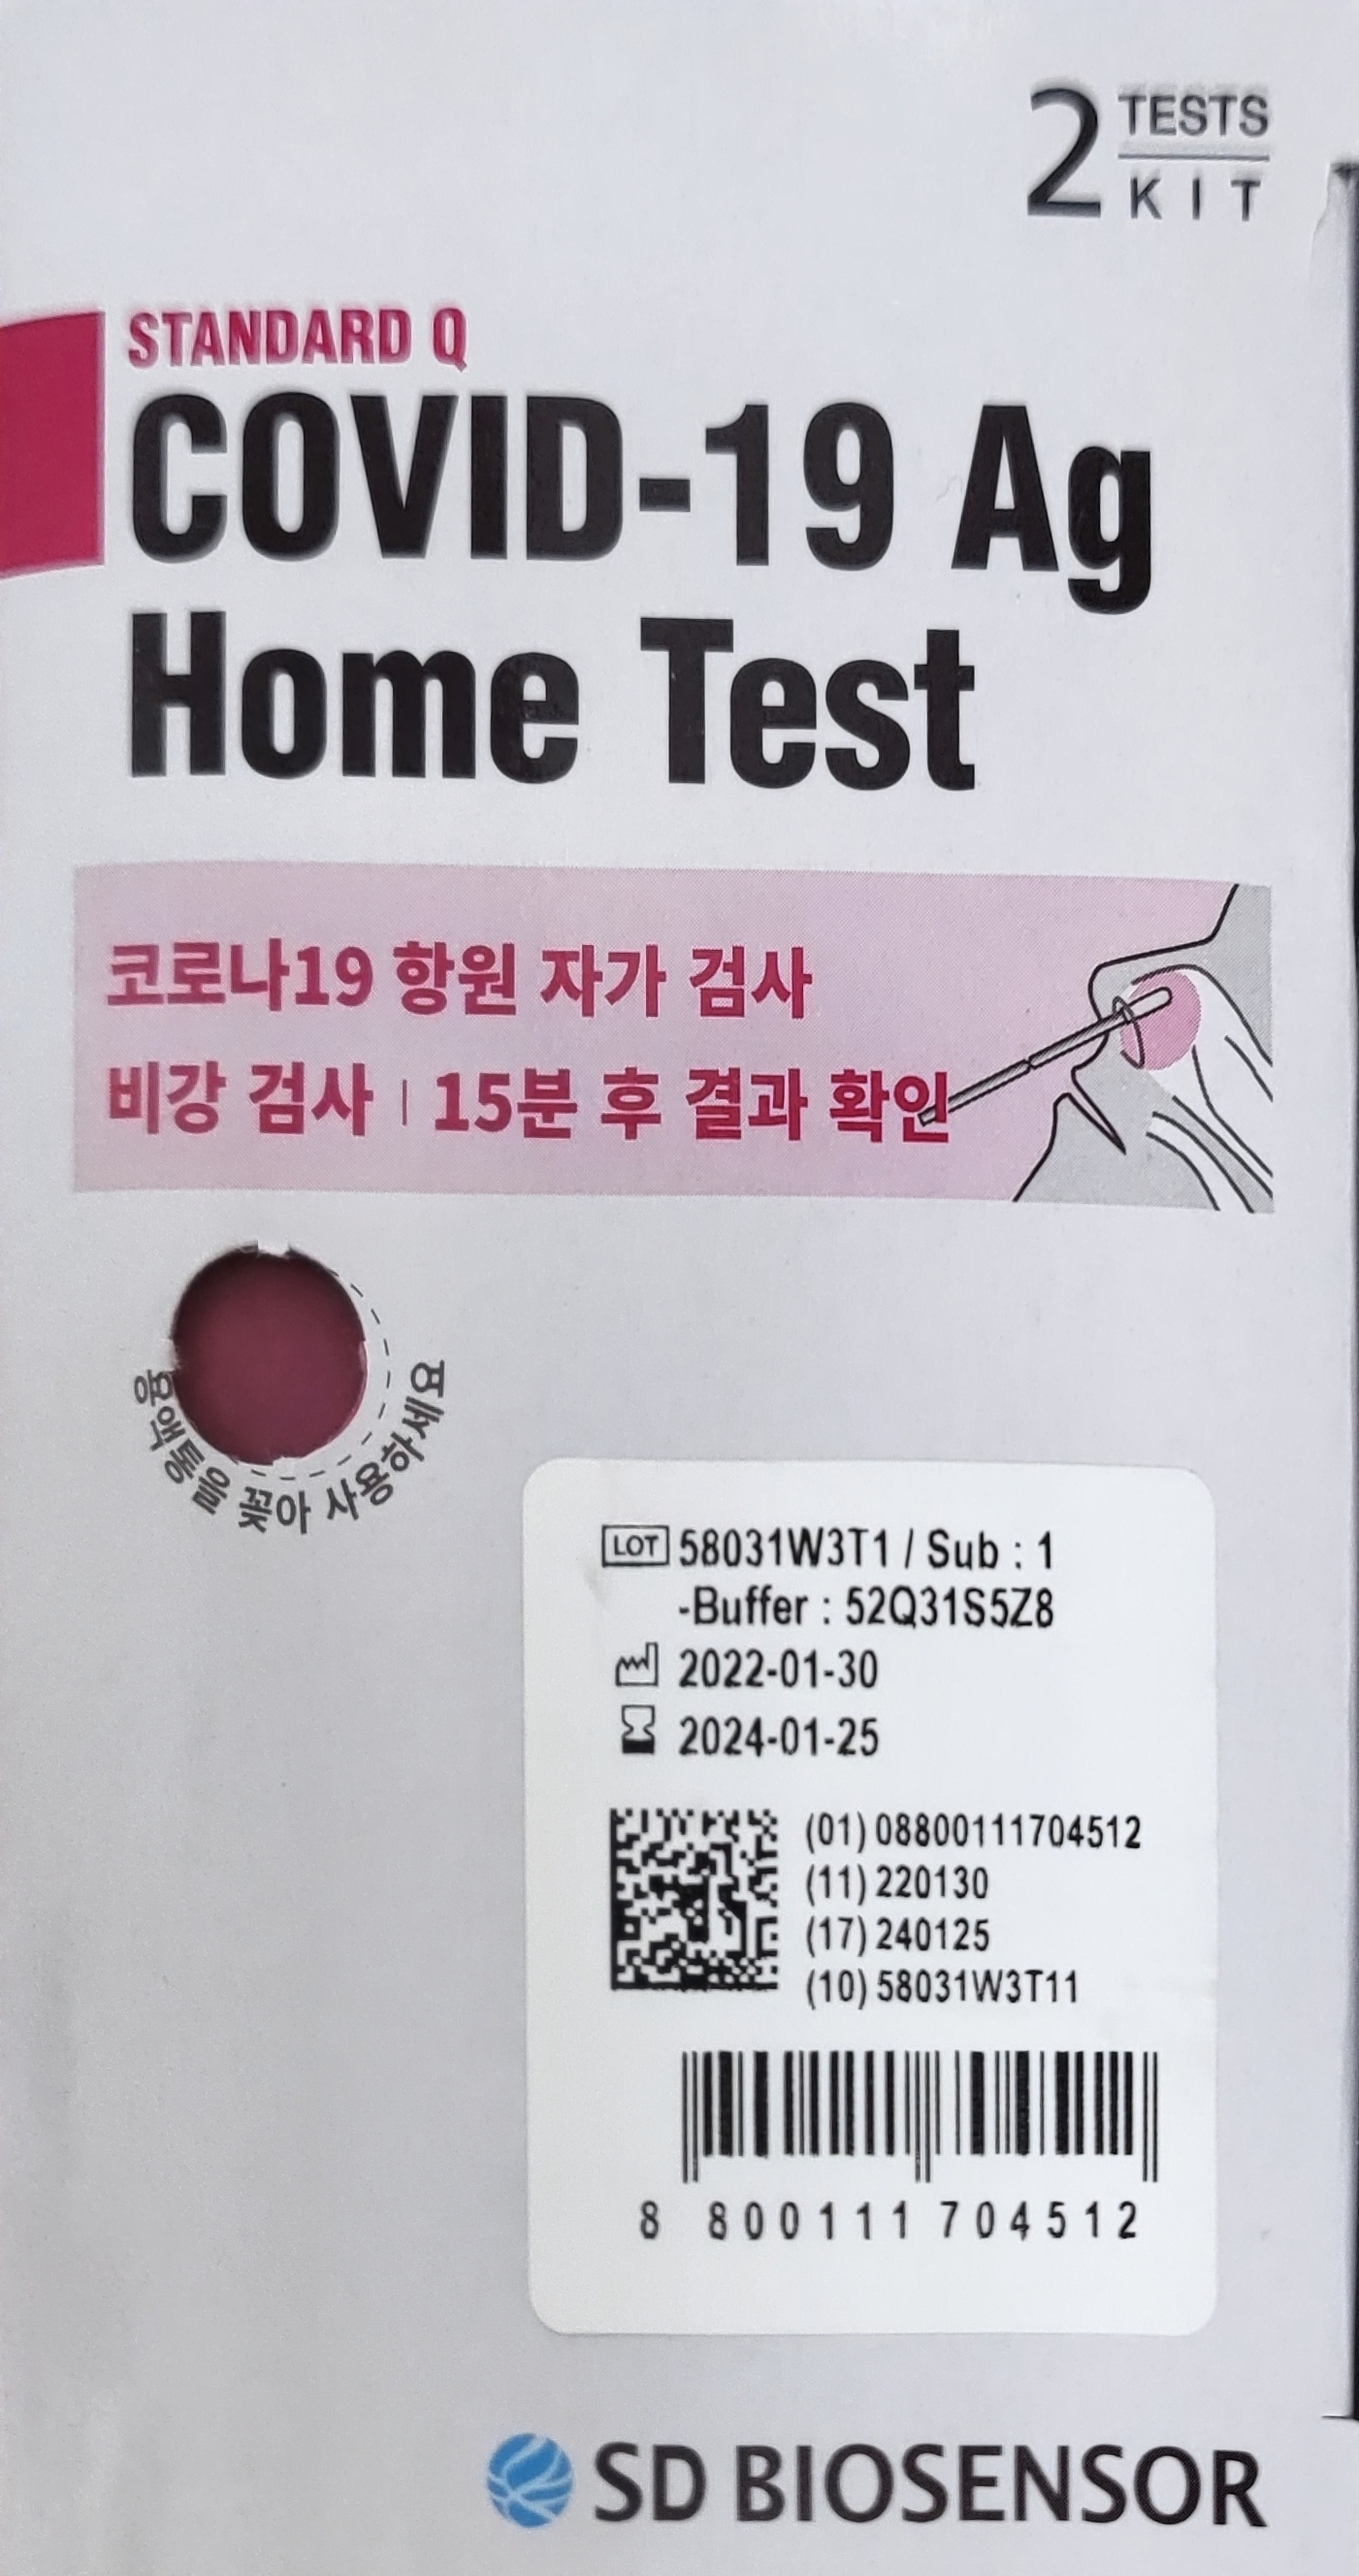 2 TESTS
KIT
STANDARD Q
COVID-19 Ag
Home Test
코로나19 항원 자가 검사
비강 검사 | 15분 후 결과 확인
용액통을 꽂아 사용하세요
LOT 58031W3T1 / Sub : 1
-Buffer : 52Q31S5Z8
2022-01-30
2024-01-25
(01) 08800111704512
(11) 220130
(17) 240125
(10) 58031W3T11
8 800111 704512
SD BIOSENSOR